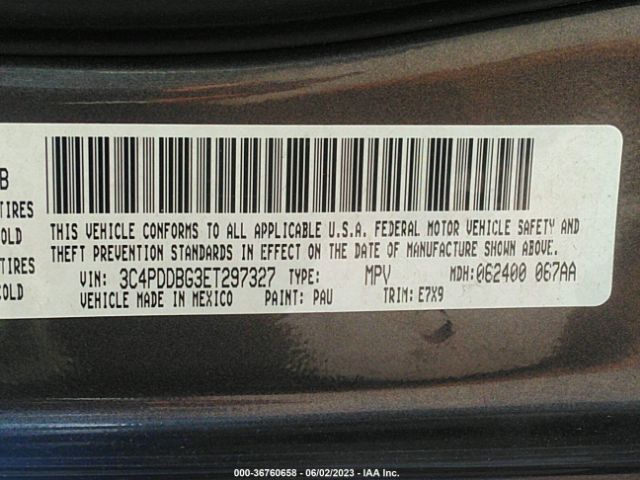 B
TIRES
COLD
TIRES
COLD
THIS VEHICLE CONFORMS TO ALL APPLICABLE U.S.A. FEDERAL MOTOR VEHICLE SAFETY AND
THEFT PREVENTION STANDARDS IN EFFECT ON THE DATE OF MANUFACTURE SHOWN ABOVE.
VIN: 3C4PDDBG3ET297327 TYPE: MPV MDH: 062400 067AA
VEHICLE MADE IN MEXICO PAINT: PAU TRIM: E7X9
000-36760658 - 06/02/2023 - IAA Inc.